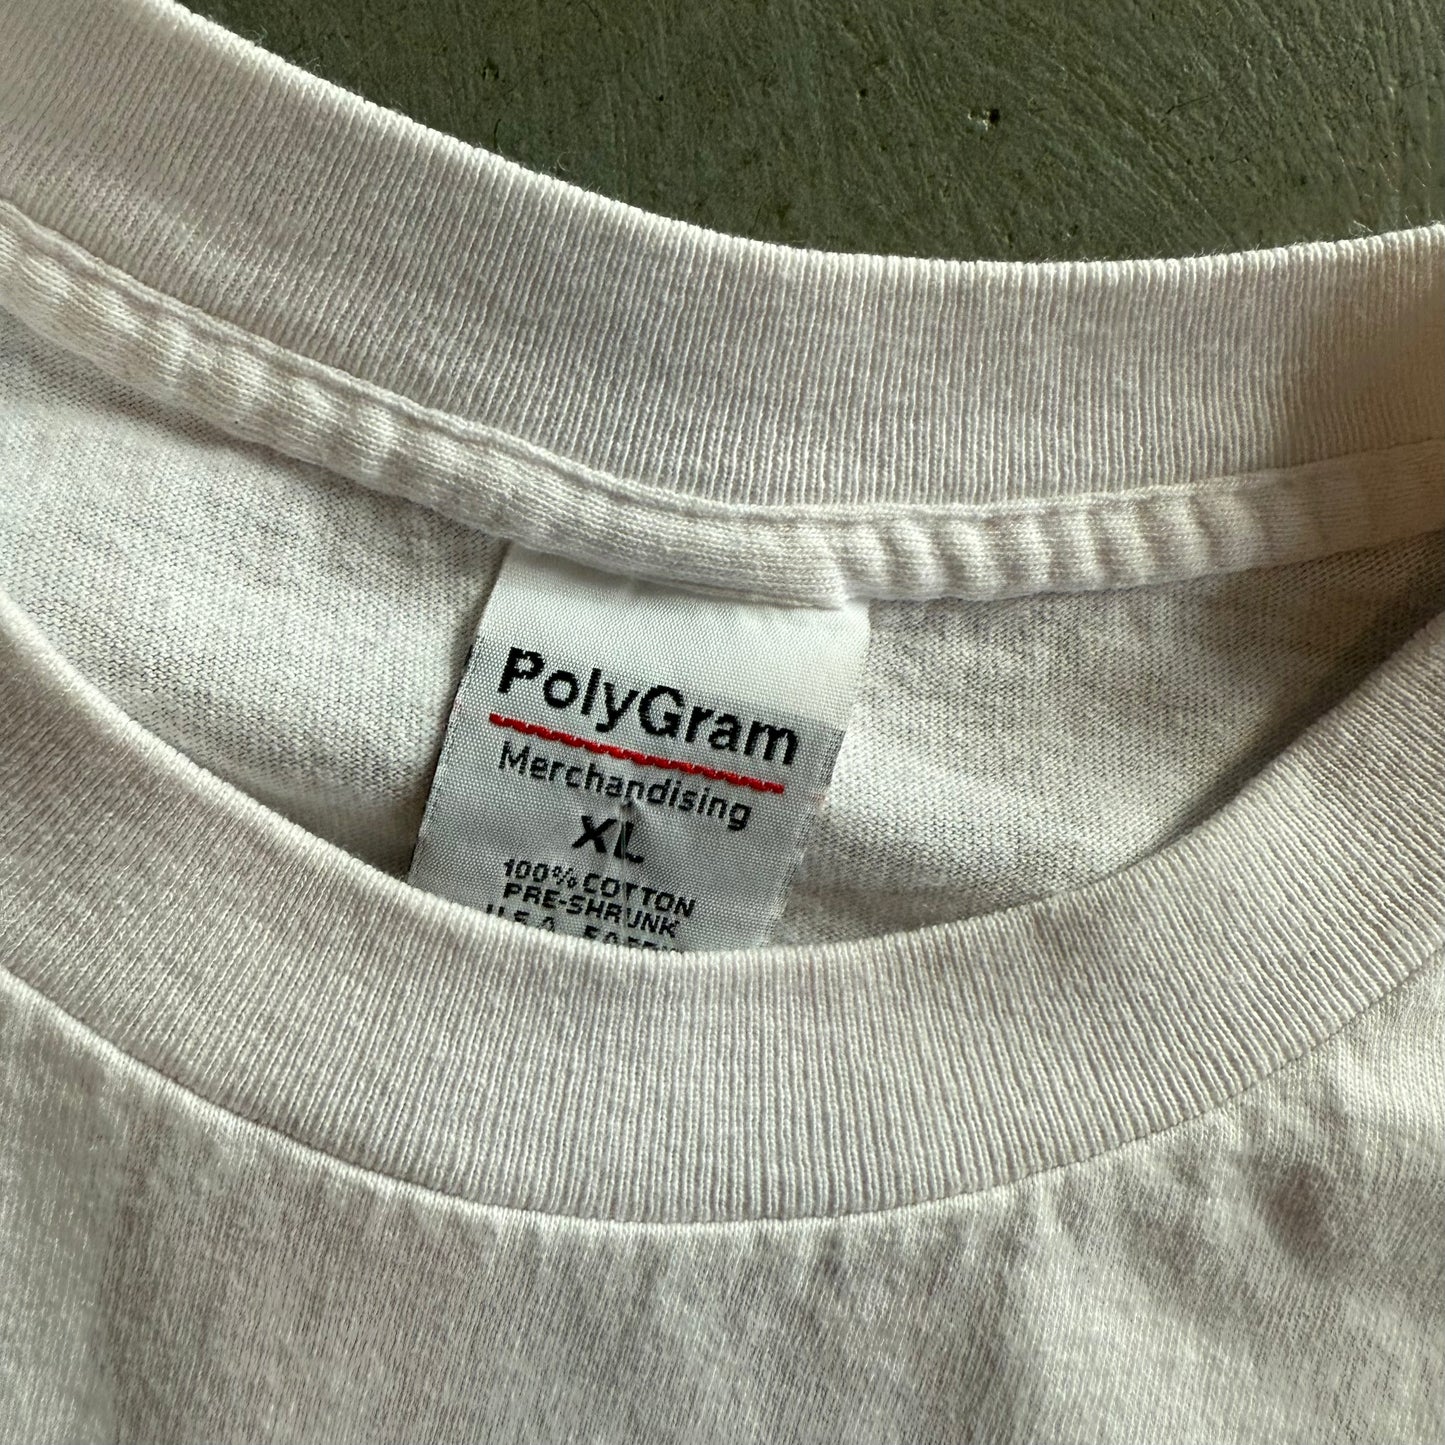 PolyGram
Merchandising
XL
100% COTTON
PRE-SHRUNK
U.S.A.